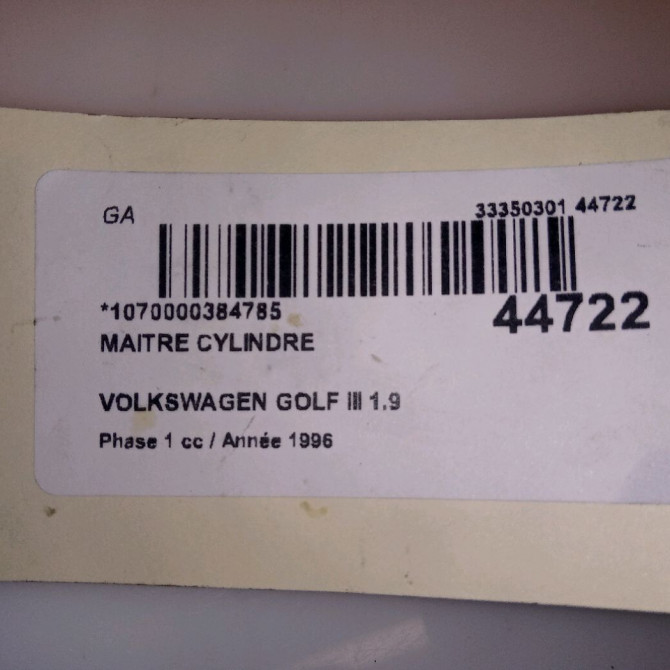 GA
33350301 44722
*1070000384785
44722
MAITRE CYLINDRE
VOLKSWAGEN GOLF III 1.9
Phase 1 cc / Année 1996